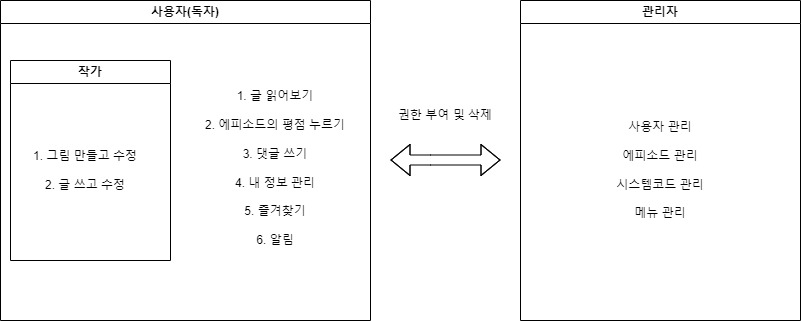 사용자(독자)
작가
1. 그림 만들고 수정
2. 글 쓰고 수정
1. 글 읽어보기
2. 에피소드의 평점 누르기
3. 댓글 쓰기
4. 내 정보 관리
5. 즐겨찾기
6. 알림
권한 부여 및 삭제
관리자
사용자 관리
에피소드 관리
시스템코드 관리
메뉴 관리